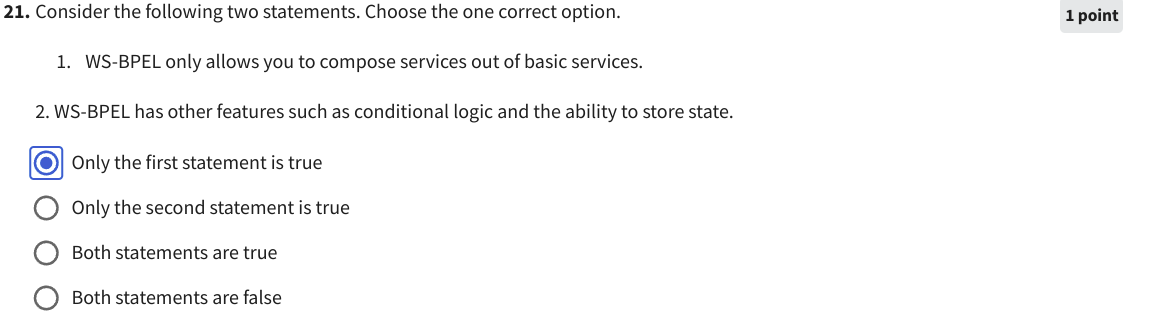 21. Consider the following two statements. Choose the one correct option.
1 point
1. WS-BPEL only allows you to compose services out of basic services.
2. WS-BPEL has other features such as conditional logic and the ability to store state.
Only the first statement is true
Only the second statement is true
Both statements are true
Both statements are false